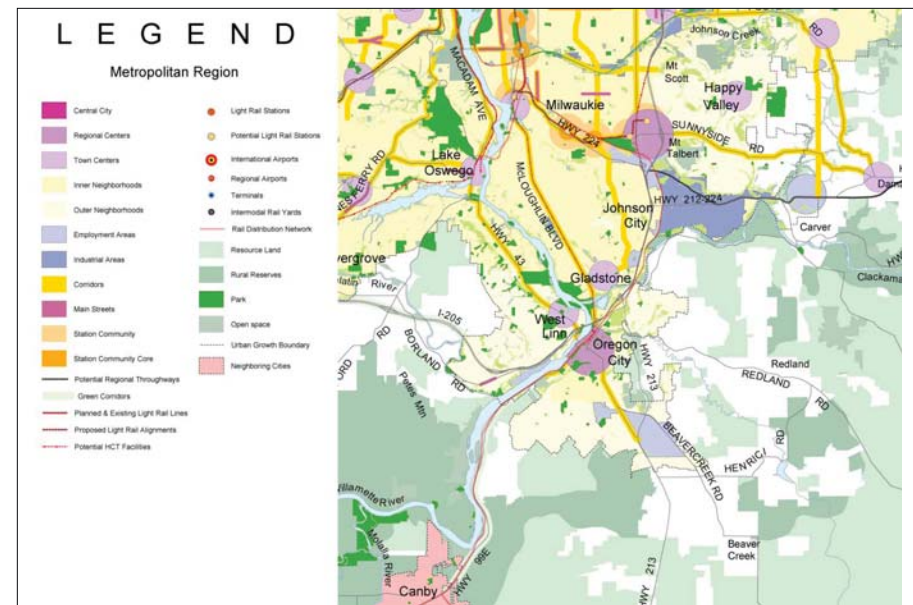 L E G E N D
Metropolitan Region
Central City
Regional Centers
Town Centers
Inner Neighborhoods
Outer Neighborhoods
Employment Areas
Industrial Areas
Corridors
Main Streets
Station Community
Station Community Core
Potential Regional Throughways
Green Corridors
Planned & Existing Light Rail Lines
Proposed Light Rail Alignments
Potential HCT Facilities
Light Rail Stations
Potential Light Rail Stations
International Airports
Regional Airports
Terminals
Intermodal Rail Yards
Rail Distribution Network
Resource Land
Rural Reserves
Park
Open space
Urban Growth Boundary
Neighboring Cities
Johnson Creek
RD
MACADAM AVE
Mt
Scott
Happy
Valley
Milwaukie
HWY 224
SUNNYSIDE RD
Mt
Talbert
Lake
Oswego
McLOUGHLIN BLVD
Johnson
City
HWY 212-224
Carver
HWY 43
Gladstone
River
I-205
West
Linn
Oregon
City
BORLAND RD
RD
Petes Mtn
HWY 213
Redland
REDLAND RD
BEAVERCREEK RD
HENRICI RD
Beaver
Creek
HWY 213
Molalla River
Canby
HWY 99E